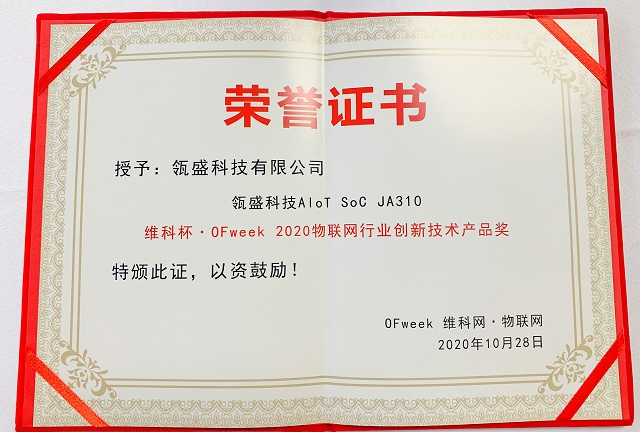 荣誉证书
授予：瓴盛科技有限公司
瓴盛科技AIoT SoC JA310
维科杯·OFweek 2020物联网行业创新技术产品奖
特颁此证，以资鼓励！
OFweek 维科网·物联网
2020年10月28日